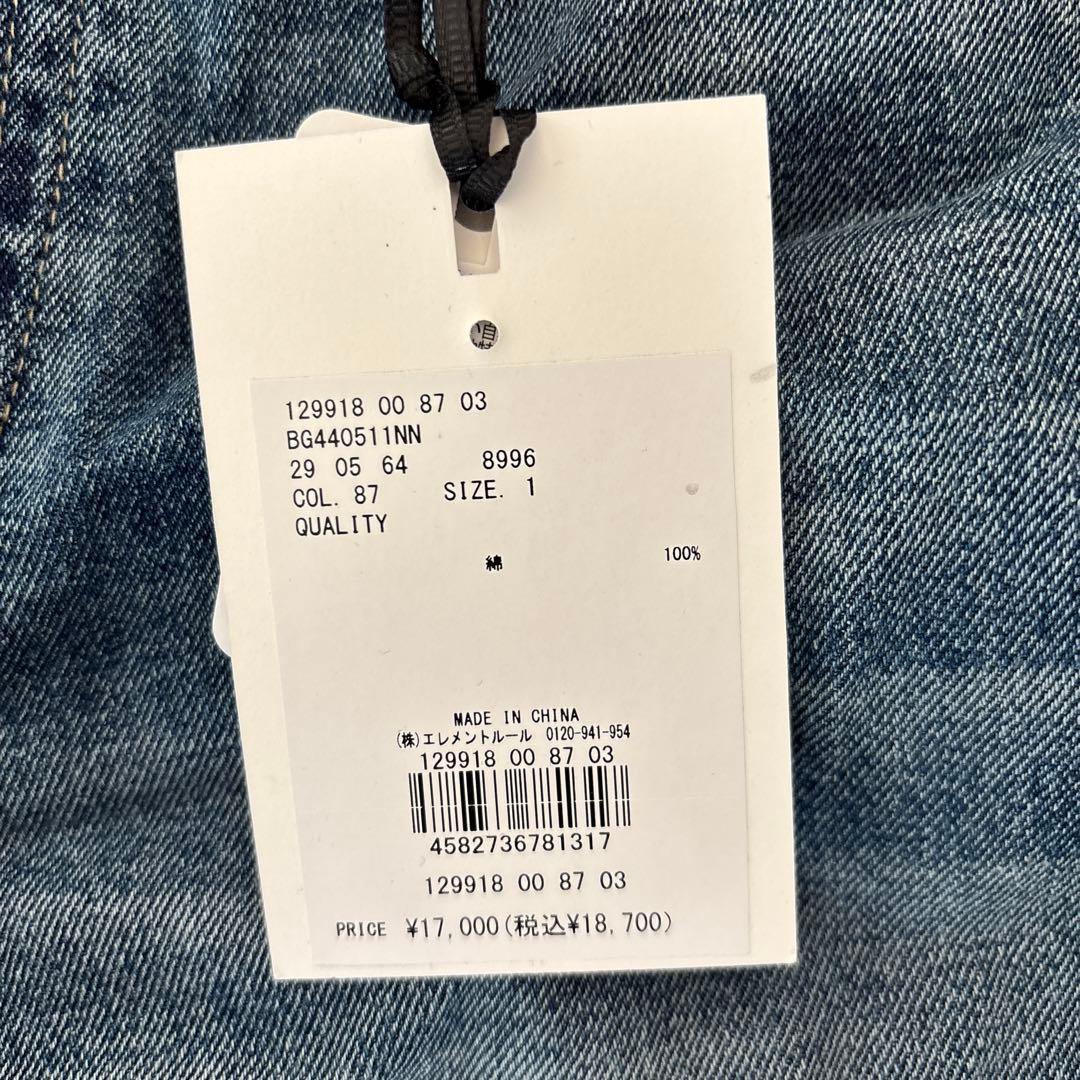 129918 00 87 03
BG440511NN
29 05 64 8996
COL. 87 SIZE. 1
QUALITY
綿 100%
MADE IN CHINA
(株)エレメントルール 0120-941-954
129918 00 87 03
4582736781317
129918 00 87 03
PRICE ¥17,000(税込¥18,700)